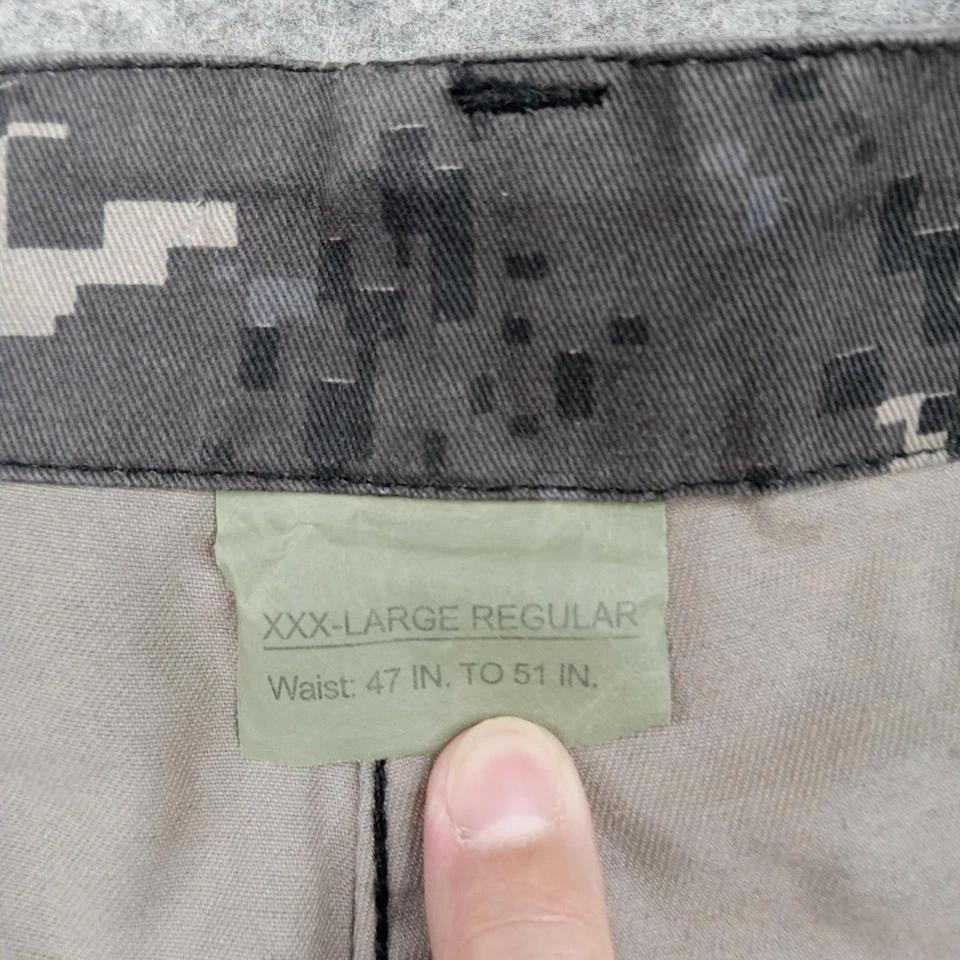 XXX-LARGE REGULAR
Waist: 47 IN. TO 51 IN.